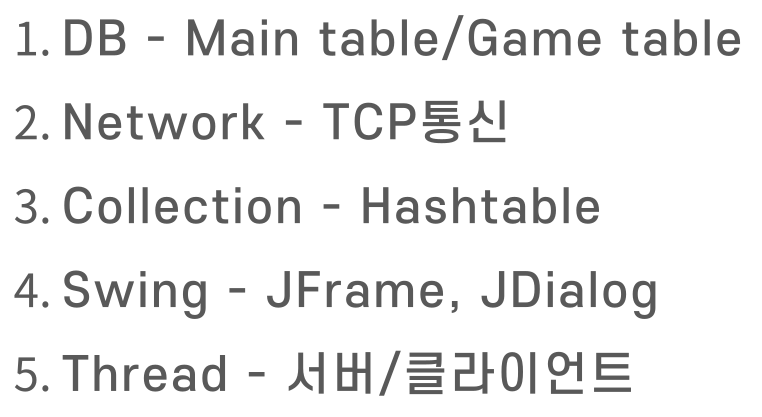 1. DB - Main table/Game table
2. Network - TCP통신
3. Collection - Hashtable
4. Swing - JFrame, JDialog
5. Thread - 서버/클라이언트